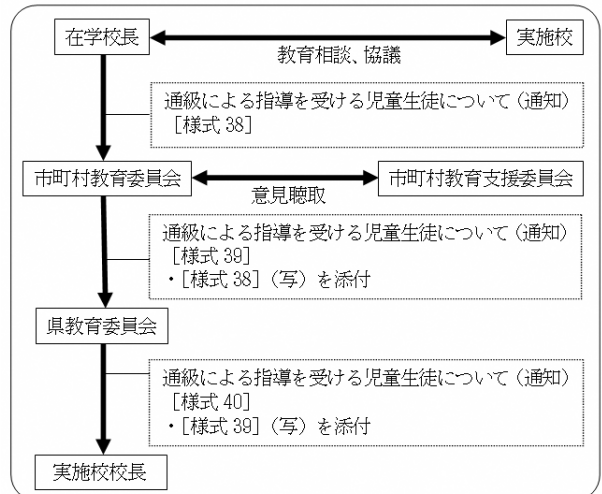 在学校長
実施校
教育相談、協議
通級による指導を受ける児童生徒について（通知）
［様式 38］
市町村教育委員会
市町村教育支援委員会
意見聴取
通級による指導を受ける児童生徒について（通知）
［様式 39］
・［様式 38］（写）を添付
県教育委員会
通級による指導を受ける児童生徒について（通知）
［様式 40］
・［様式 39］（写）を添付
実施校校長